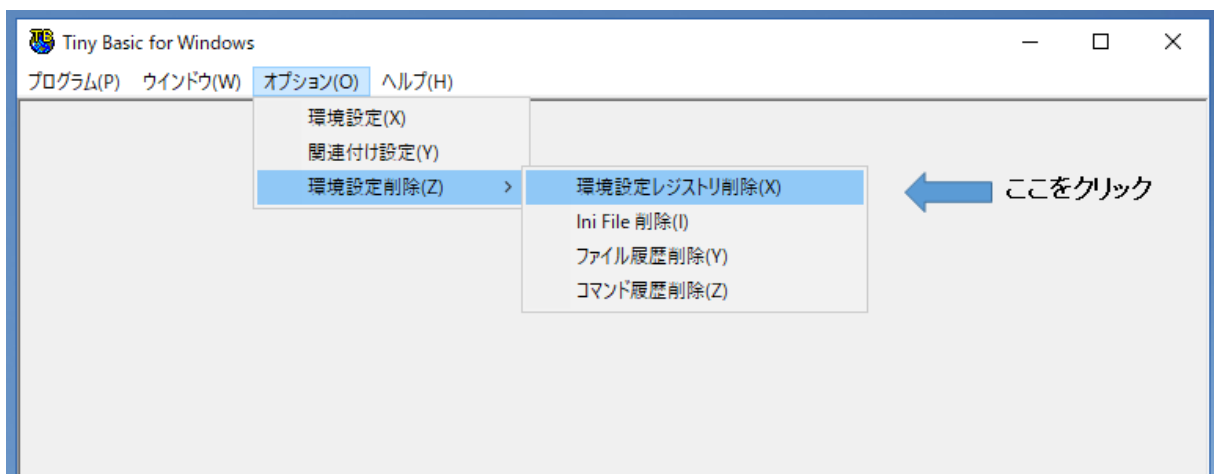 Tiny Basic for Windows
プログラム(P) ウインドウ(W) オプション(O) ヘルプ(H)
環境設定(X)
関連付け設定(Y)
環境設定削除(Z)
環境設定レジストリ削除(X)
Ini File 削除(I)
ファイル履歴削除(Y)
コマンド履歴削除(Z)
ここをクリック